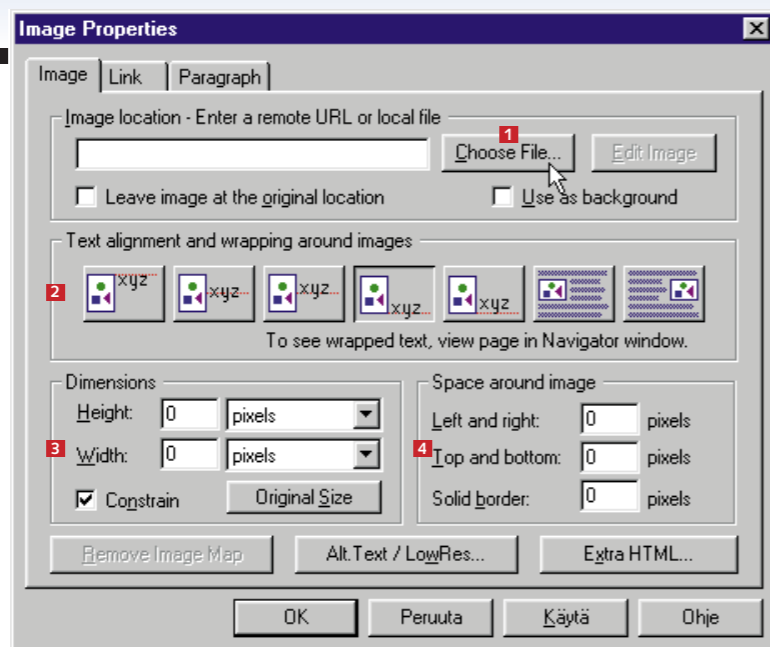 Image Properties
Image Link Paragraph
Image location - Enter a remote URL or local file
1
Choose File... Edit Image
Leave image at the original location Use as background
Text alignment and wrapping around images
2 xyz xyz xyz xyz xyz
To see wrapped text, view page in Navigator window.
Dimensions
Height: 0 pixels
3 Width: 0 pixels
Constrain Original Size
Space around image
Left and right: 0 pixels
4 Top and bottom: 0 pixels
Solid border: 0 pixels
Remove Image Map Alt.Text / LowRes... Extra HTML...
OK Peruuta Käytä Ohje